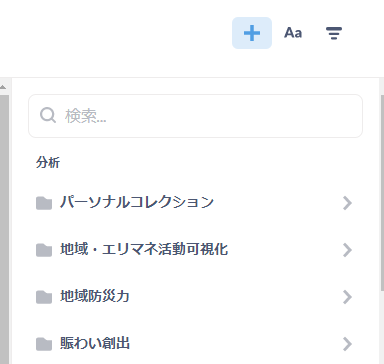 Aa
検索...
分析
パーソナルコレクション
地域・エリマネ活動可視化
地域防災力
賑わい創出